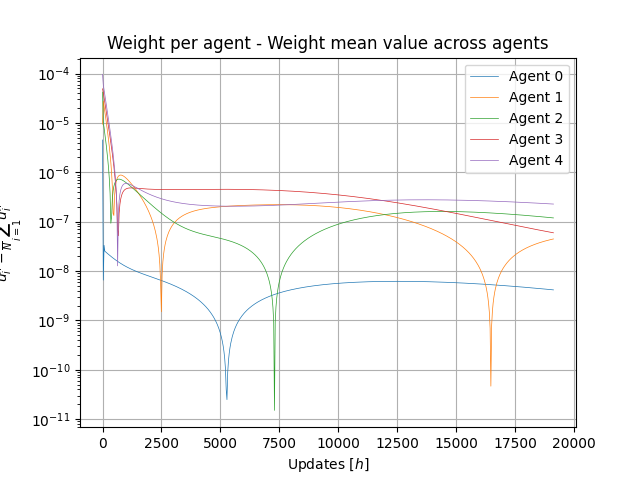 Weight per agent - Weight mean value across agents
Agent 0
Agent 1
Agent 2
Agent 3
Agent 4
10⁻⁴
10⁻⁵
10⁻⁶
10⁻⁷
10⁻⁸
10⁻⁹
10⁻¹⁰
10⁻¹¹
0 2500 5000 7500 10000 12500 15000 17500 20000
Updates [h]